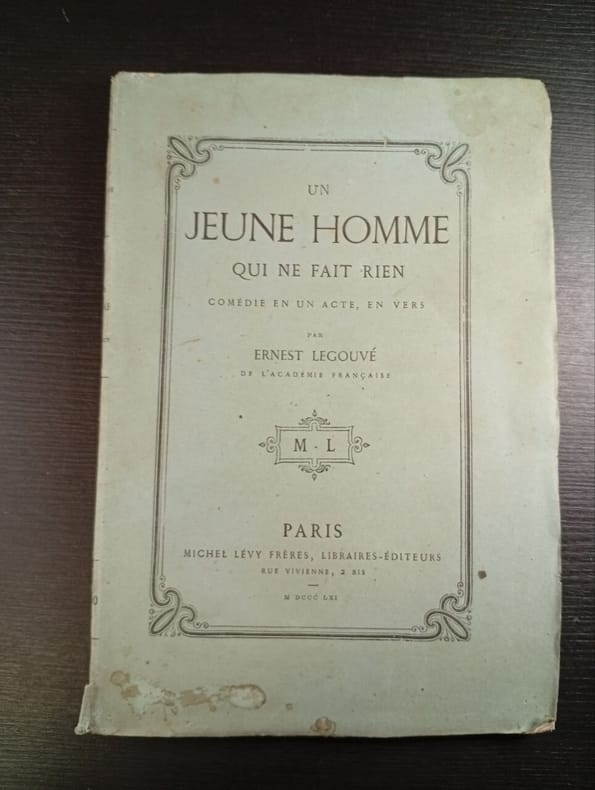 UN
JEUNE HOMME
QUI NE FAIT RIEN
COMÉDIE EN UN ACTE, EN VERS
PAR
ERNEST LEGOUVÉ
DE L'ACADÉMIE FRANÇAISE
M - L
PARIS
MICHEL LÉVY FRÈRES, LIBRAIRES-ÉDITEURS
RUE VIVIENNE, 2 BIS
M DCCC LXI